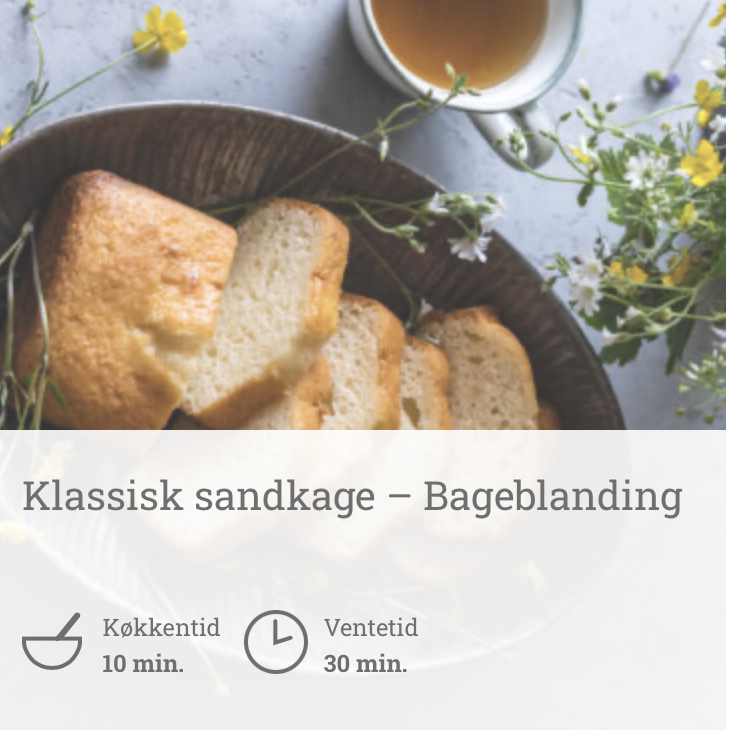 Klassisk sandkage – Bageblanding
Køkkentid
10 min.
Ventetid
30 min.